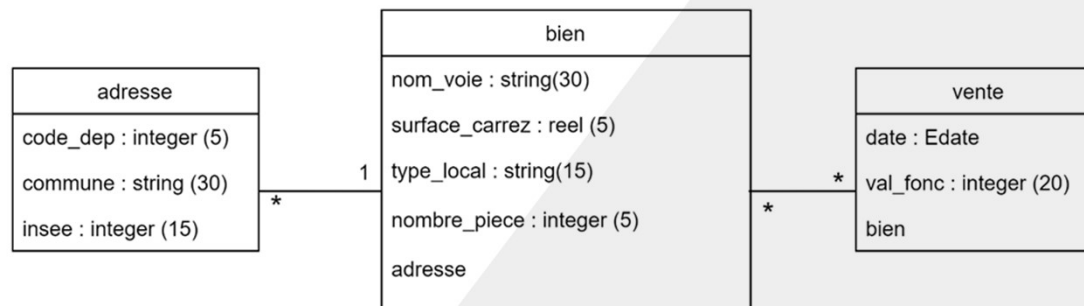 adresse
code_dep : integer (5)
commune : string (30)
insee : integer (15)
*
1
bien
nom_voie : string(30)
surface_carrez : reel (5)
type_local : string(15)
nombre_piece : integer (5)
adresse
*
*
vente
date : Edate
val_fonc : integer (20)
bien